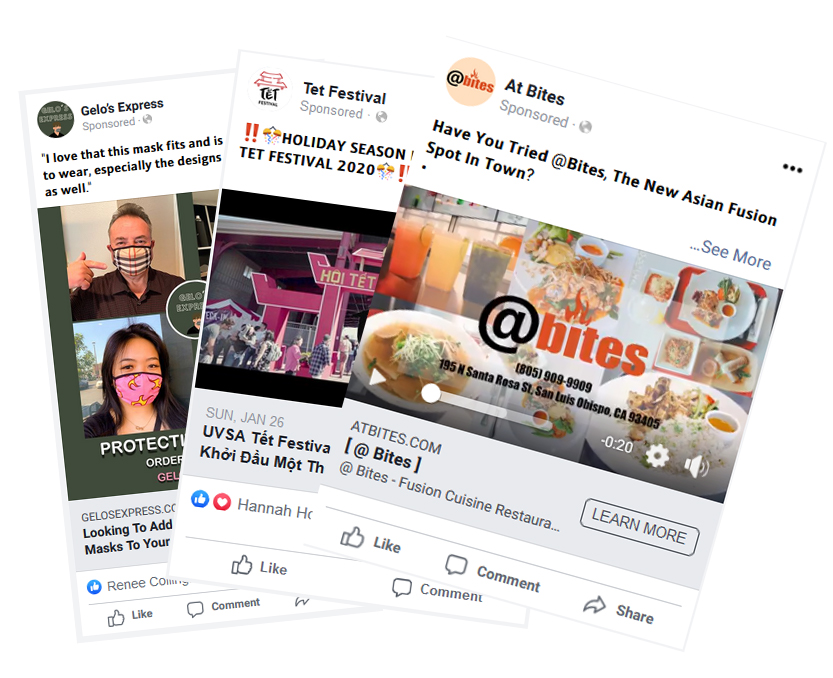 GELO'S
EXPRESS
Gelo's Express
Sponsored ·
"I love that this mask fits and is
to wear, especially the designs
as well."
GELO'S
PROTECTI
ORDER
GEL
GELOSEXPRESS.CO
Looking To Add
Masks To Your
Renee Colling
Like
Comment
TẾT
FESTIVAL
Tet Festival
Sponsored ·
‼️🎊HOLIDAY SEASON
TET FESTIVAL 2020🎊‼️
HỘI TẾT
SUN, JAN 26
UVSA Tết Festiva
Khởi Đầu Một Th
Hannah Ho
Like
Comment
@bites
At Bites
Sponsored ·
Have You Tried @Bites, The New Asian Fusion
Spot In Town?
.
...See More
@bites
(805) 909-9909
195 N Santa Rosa St, San Luis Obispo, CA 93405
-0:20
ATBITES.COM
[ @ Bites ]
@ Bites - Fusion Cuisine Restaura...
LEARN MORE
Like
Comment
Share